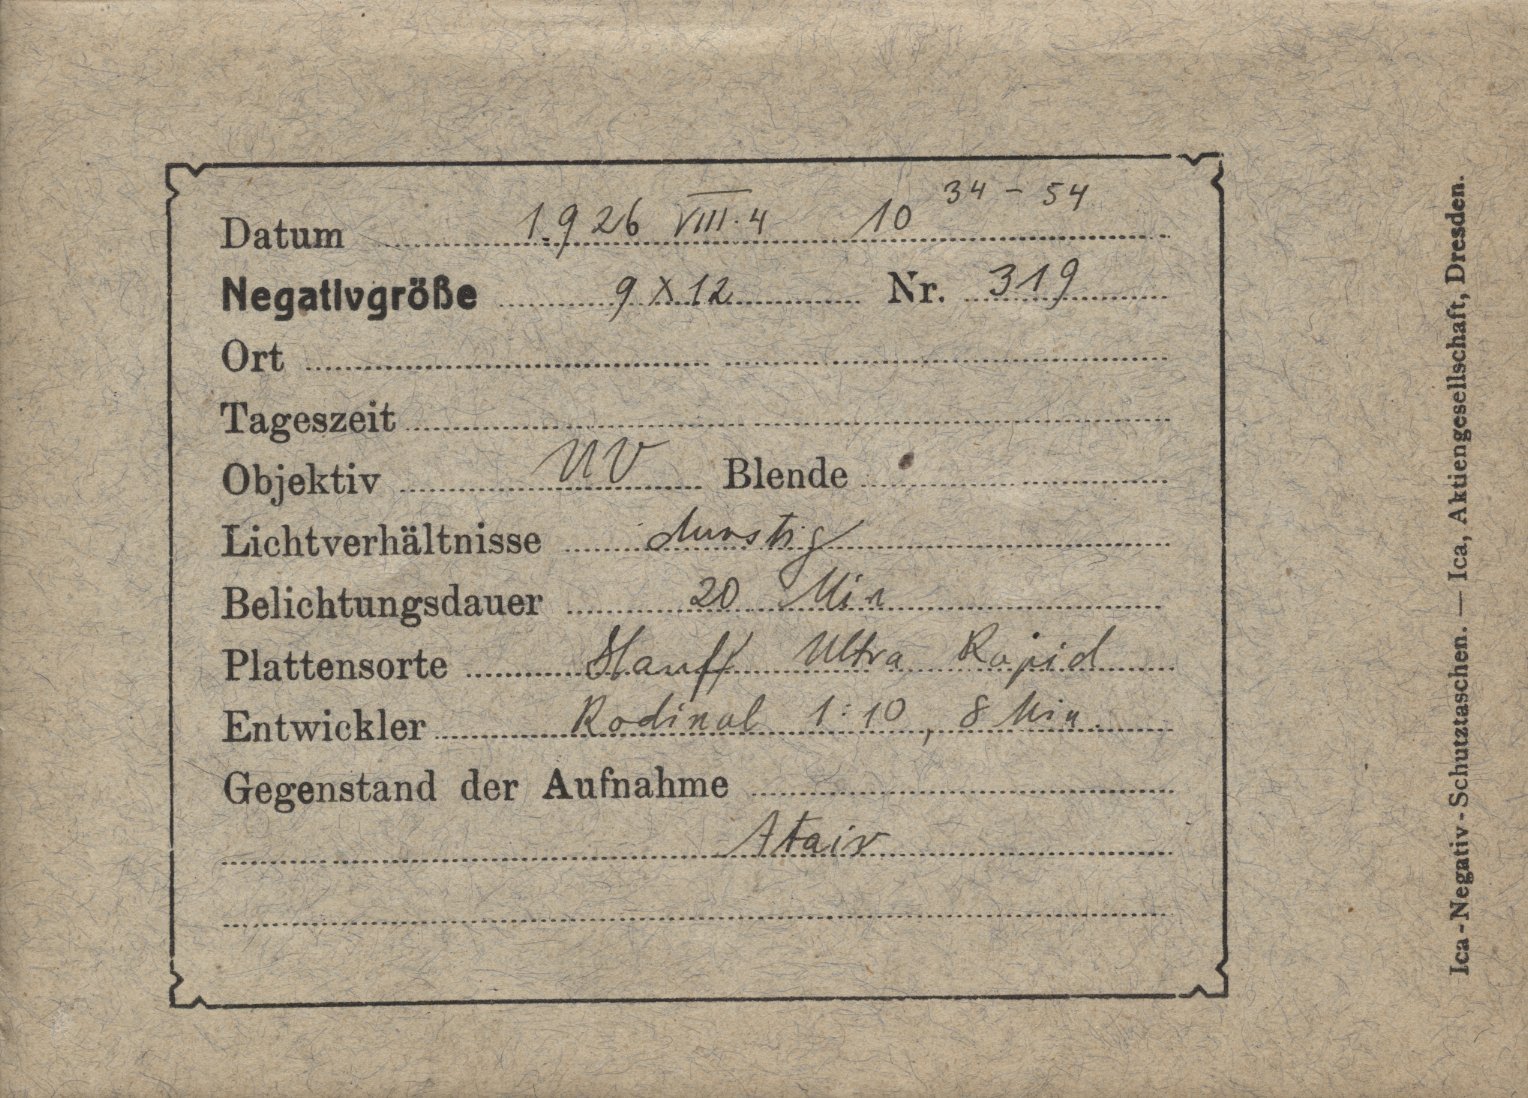 Datum 1926 VIII. 4 10 34 - 54
Negativgröße 9 x 12 Nr. 319
Ort
Tageszeit
Objektiv UV Blende
Lichtverhältnisse dunstig
Belichtungsdauer 20 Min
Plattensorte Hauff Ultra Rapid
Entwickler Rodinal 1:10, 8 Min.
Gegenstand der Aufnahme
Atair
Ica-Negativ-Schutztaschen. — Ica, Aktiengesellschaft, Dresden.